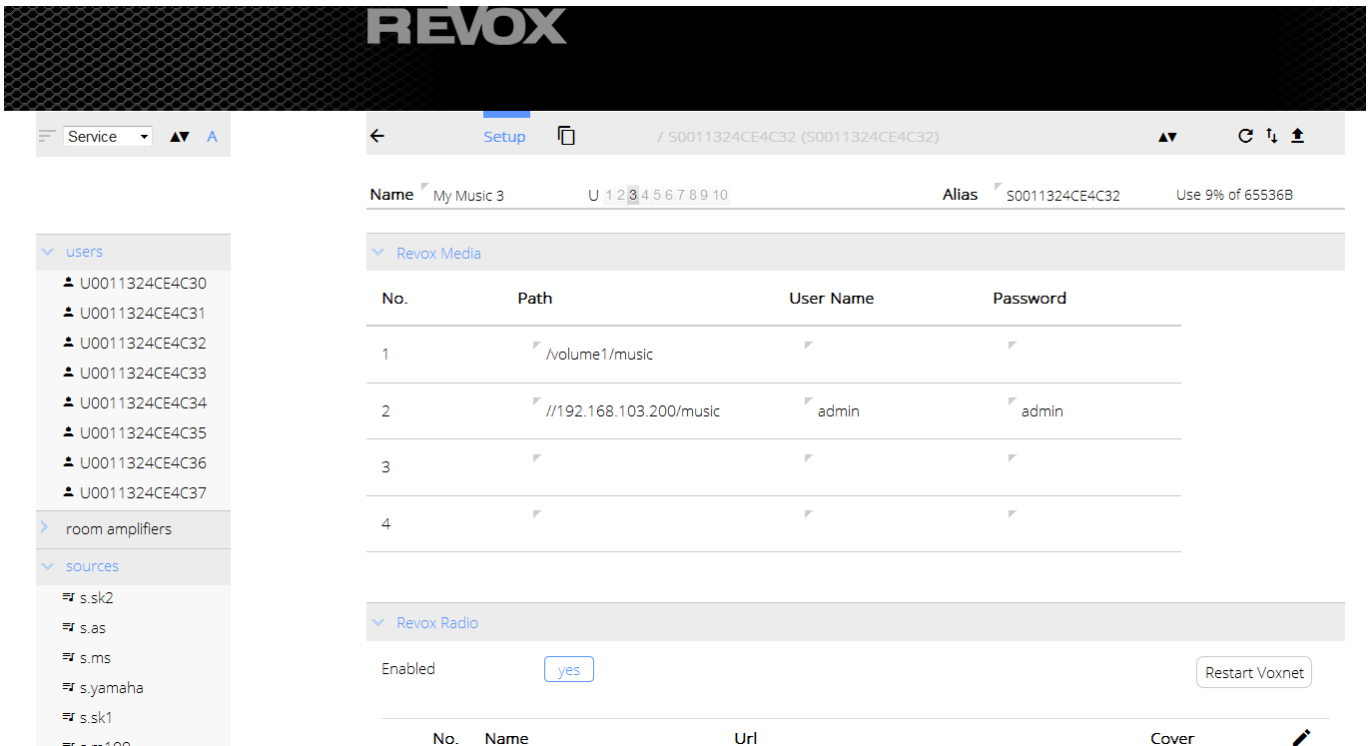 REVOX
Service ▲▼ A
Setup / S0011324CE4C32 (S0011324CE4C32) ▲▼
Name My Music 3 U 1 2 3 4 5 6 7 8 9 10 Alias S0011324CE4C32 Use 9% of 65536B
users
U0011324CE4C30
U0011324CE4C31
U0011324CE4C32
U0011324CE4C33
U0011324CE4C34
U0011324CE4C35
U0011324CE4C36
U0011324CE4C37
room amplifiers
sources
s.sk2
s.as
s.ms
s.yamaha
s.sk1
s.m100
Revox Media
No. Path User Name Password
1 /volume1/music
2 //192.168.103.200/music admin admin
3
4
Revox Radio
Enabled yes Restart Voxnet
No. Name Url Cover